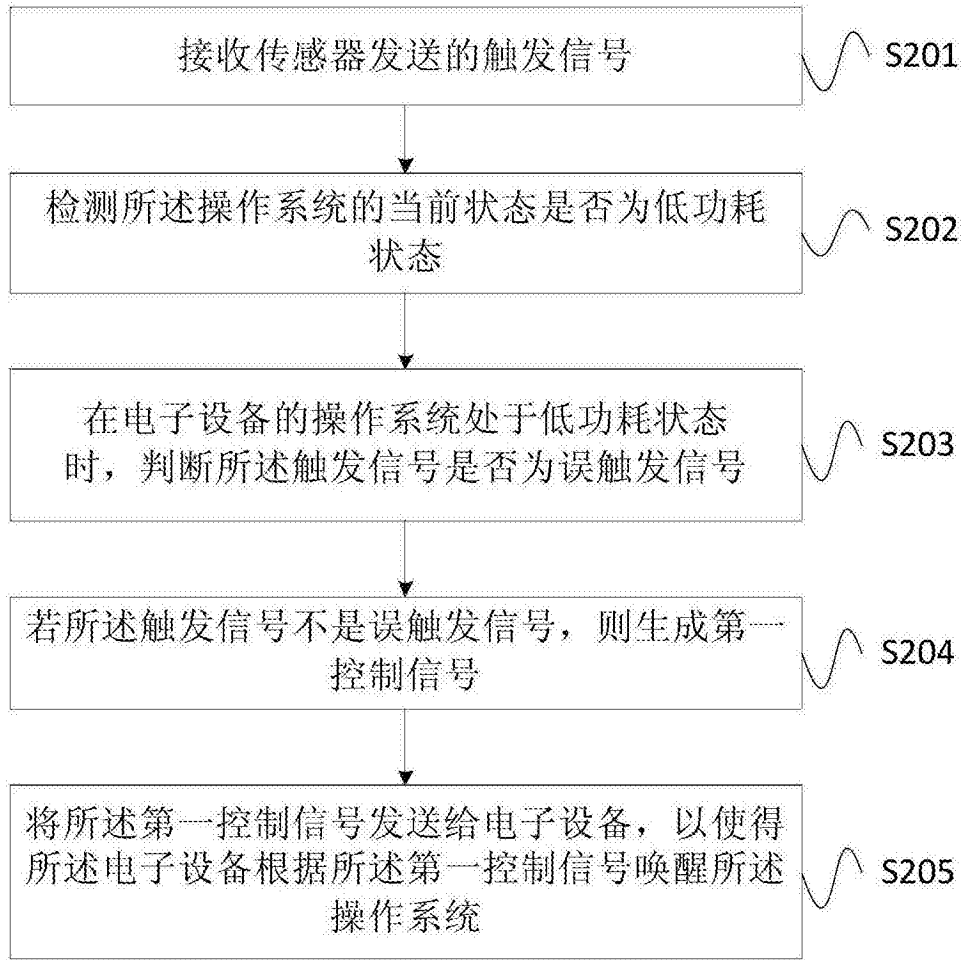 接收传感器发送的触发信号
S201
检测所述操作系统的当前状态是否为低功耗
状态
S202
在电子设备的操作系统处于低功耗状态
时，判断所述触发信号是否为误触发信号
S203
若所述触发信号不是误触发信号，则生成第一
控制信号
S204
将所述第一控制信号发送给电子设备，以使得
所述电子设备根据所述第一控制信号唤醒所述
操作系统
S205